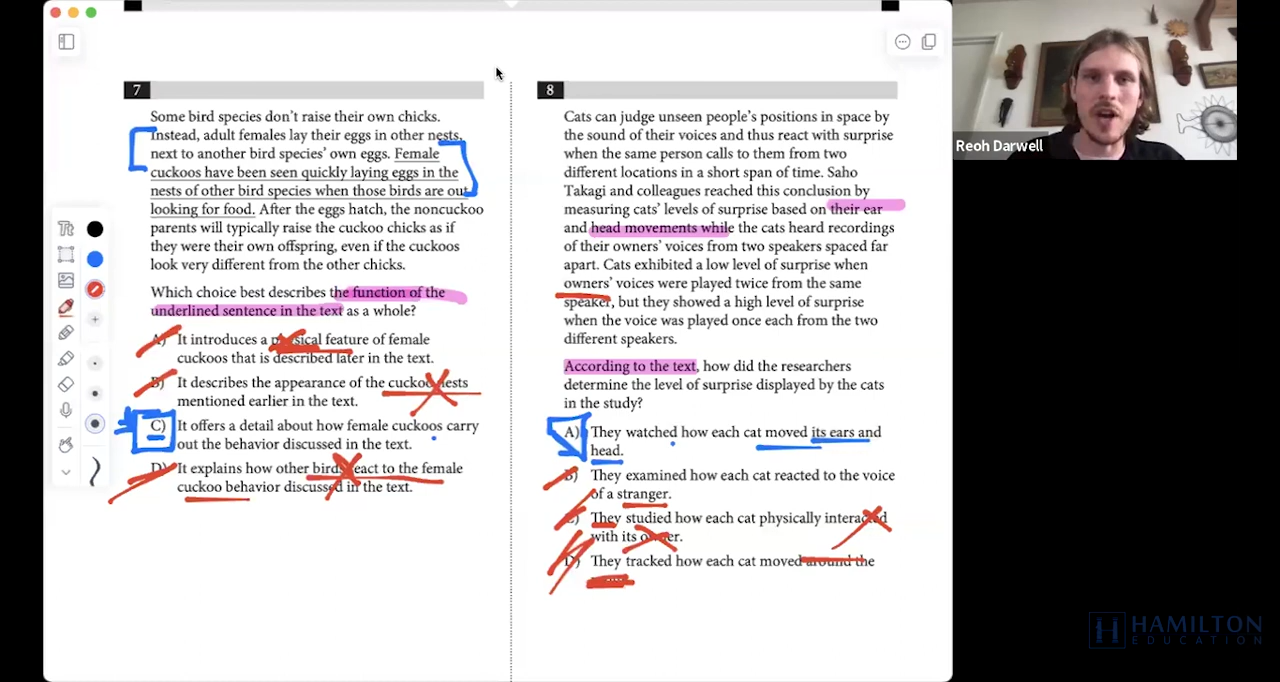 7
Some bird species don't raise their own chicks.
Instead, adult females lay their eggs in other nests,
next to another bird species' own eggs. Female
cuckoos have been seen quickly laying eggs in the
nests of other bird species when those birds are out
looking for food. After the eggs hatch, the noncuckoo
parents will typically raise the cuckoo chicks as if
they were their own offspring, even if the cuckoos
look very different from the other chicks.
Which choice best describes the function of the
underlined sentence in the text as a whole?
A) It introduces a physical feature of female
cuckoos that is described later in the text.
B) It describes the appearance of the cuckoo nests
mentioned earlier in the text.
C) It offers a detail about how female cuckoos carry
out the behavior discussed in the text.
D) It explains how other birds react to the female
cuckoo behavior discussed in the text.
8
Cats can judge unseen people's positions in space by
the sound of their voices and thus react with surprise
when the same person calls to them from two
different locations in a short span of time. Saho
Takagi and colleagues reached this conclusion by
measuring cats' levels of surprise based on their ear
and head movements while the cats heard recordings
of their owners' voices from two speakers spaced far
apart. Cats exhibited a low level of surprise when
owners' voices were played twice from the same
speaker, but they showed a high level of surprise
when the voice was played once each from the two
different speakers.
According to the text, how did the researchers
determine the level of surprise displayed by the cats
in the study?
A) They watched how each cat moved its ears and
head.
B) They examined how each cat reacted to the voice
of a stranger.
C) They studied how each cat physically interacted
with its owner.
D) They tracked how each cat moved around the
Tt
Reoh Darwell
HAMILTON
EDUCATION